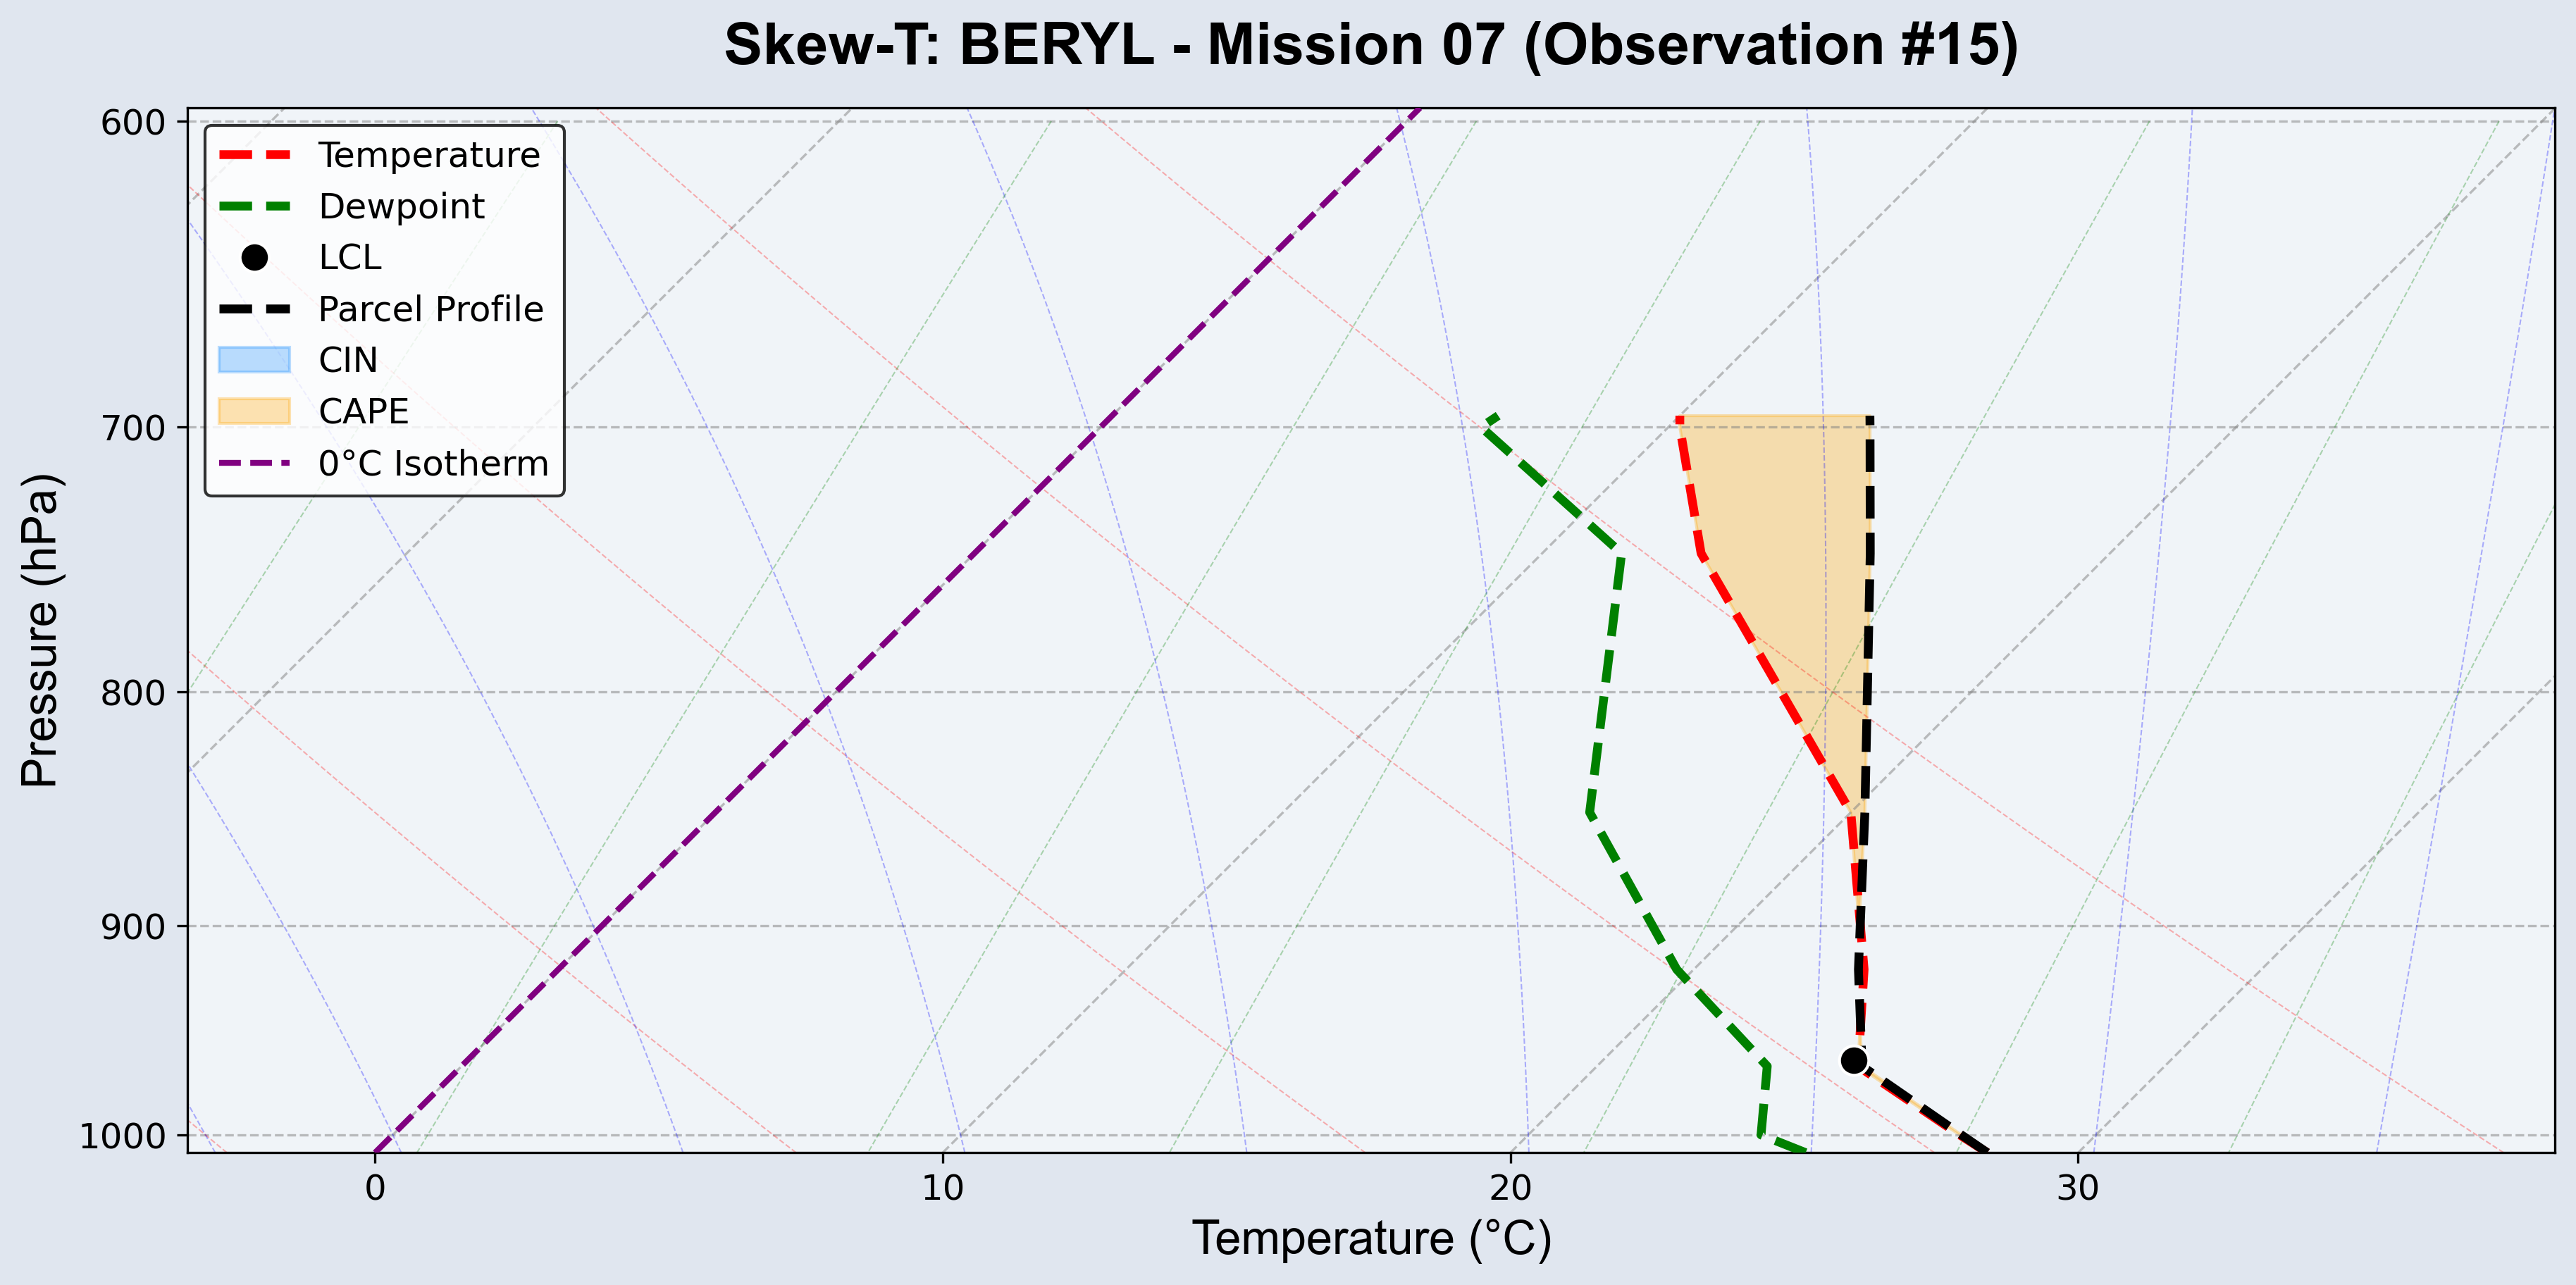 Skew-T: BERYL - Mission 07 (Observation #15)
600
700
800
900
1000
Pressure (hPa)
Temperature
Dewpoint
LCL
Parcel Profile
CIN
CAPE
0°C Isotherm
0 10 20 30
Temperature (°C)